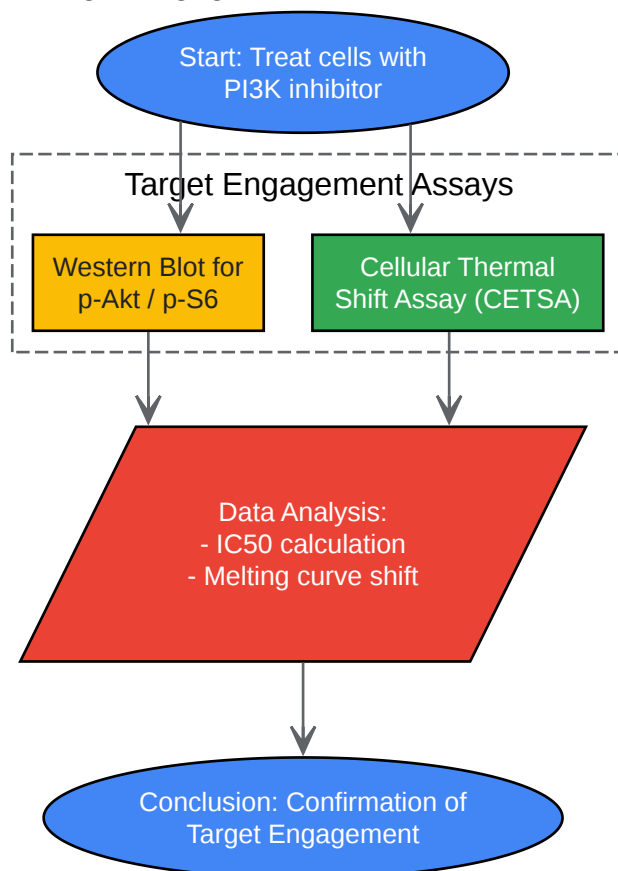 Start: Treat cells with
PI3K inhibitor
Target Engagement Assays
Western Blot for
p-Akt / p-S6
Cellular Thermal
Shift Assay (CETSA)
Data Analysis:
- IC50 calculation
- Melting curve shift
Conclusion: Confirmation of
Target Engagement